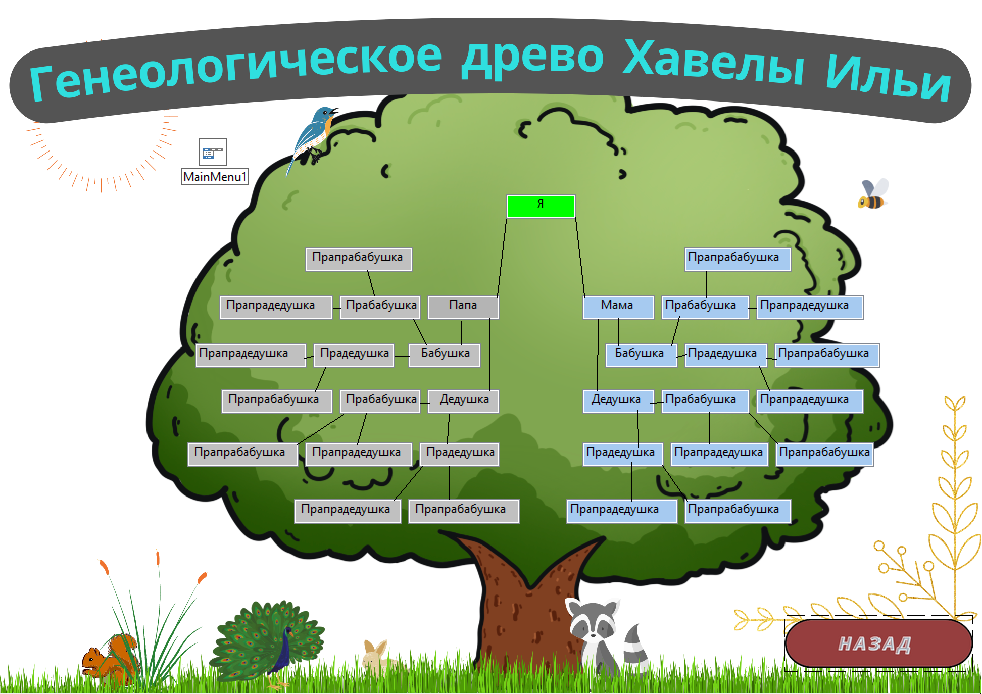 Генеологическое древо Хавелы Ильи
MainMenu1
Я
Прапрабабушка
Прапрабабушка
Прапрадедушка
Прабабушка
Папа
Мама
Прабабушка
Прапрадедушка
Прапрадедушка
Прадедушка
Бабушка
Бабушка
Прадедушка
Прапрабабушка
Прапрабабушка
Прабабушка
Дедушка
Дедушка
Прабабушка
Прапрадедушка
Прапрабабушка
Прапрадедушка
Прадедушка
Прадедушка
Прапрадедушка
Прапрабабушка
Прапрадедушка
Прапрабабушка
Прапрадедушка
Прапрабабушка
НАЗАД